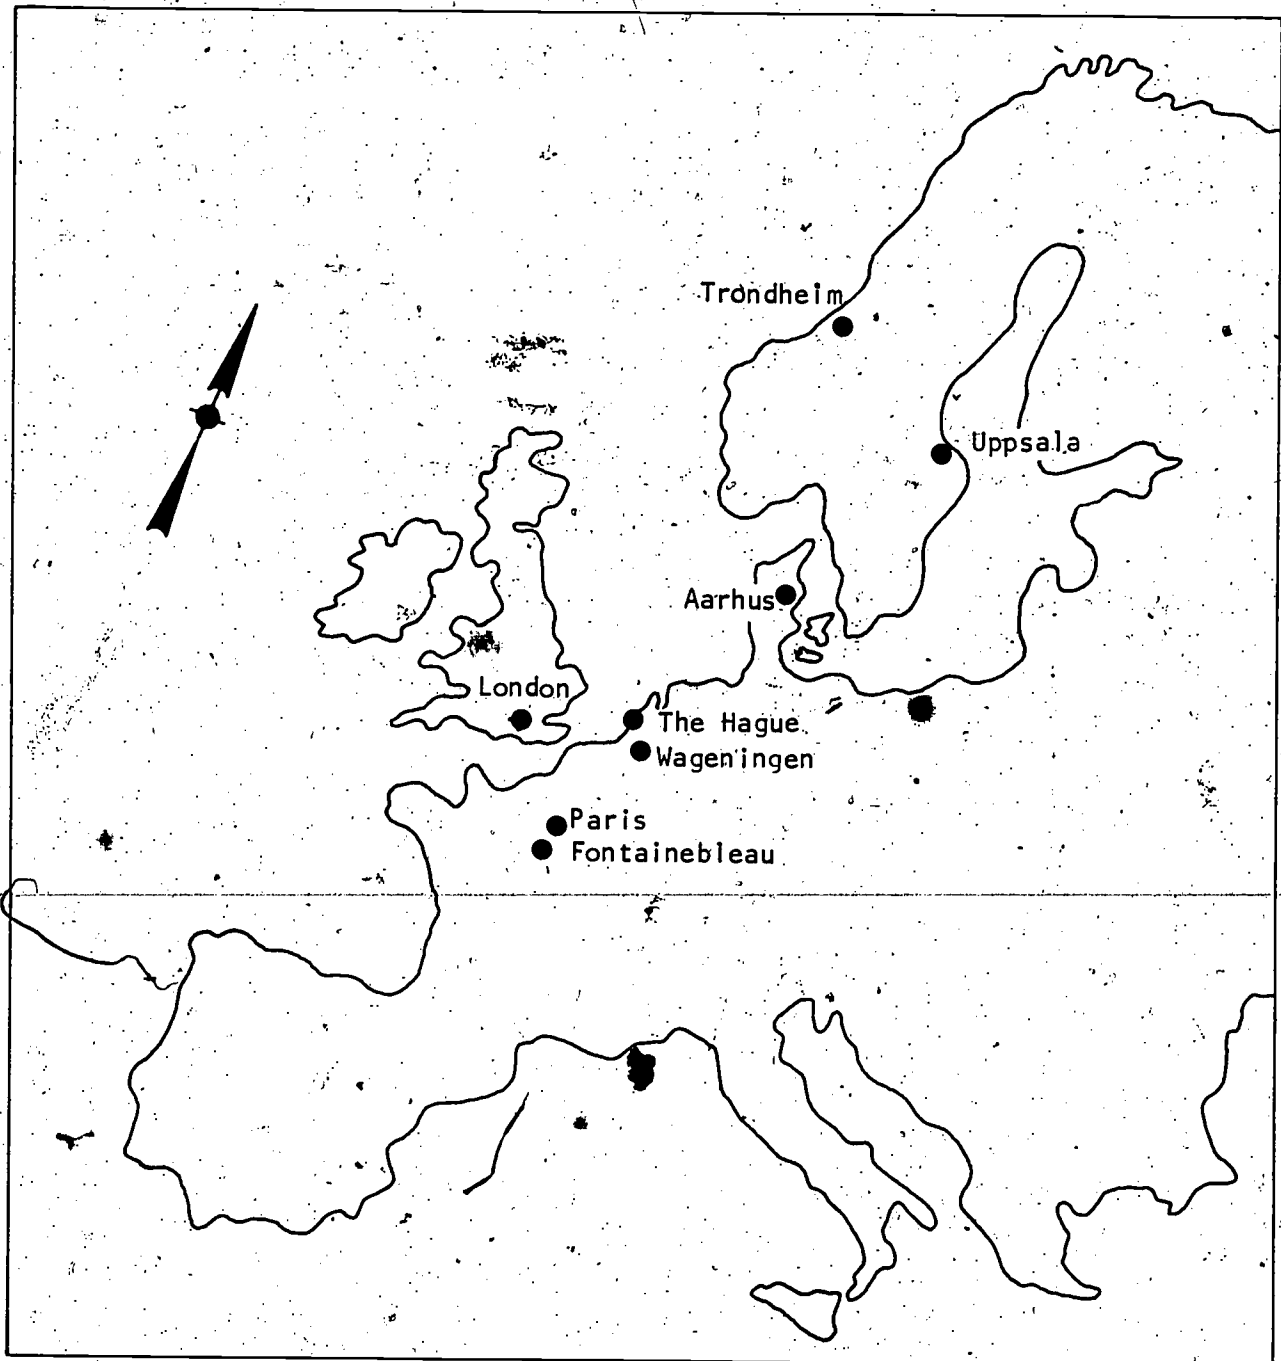 Trondheim
Uppsala
Aarhus
London
The Hague
Wageningen
Paris
Fontainebleau